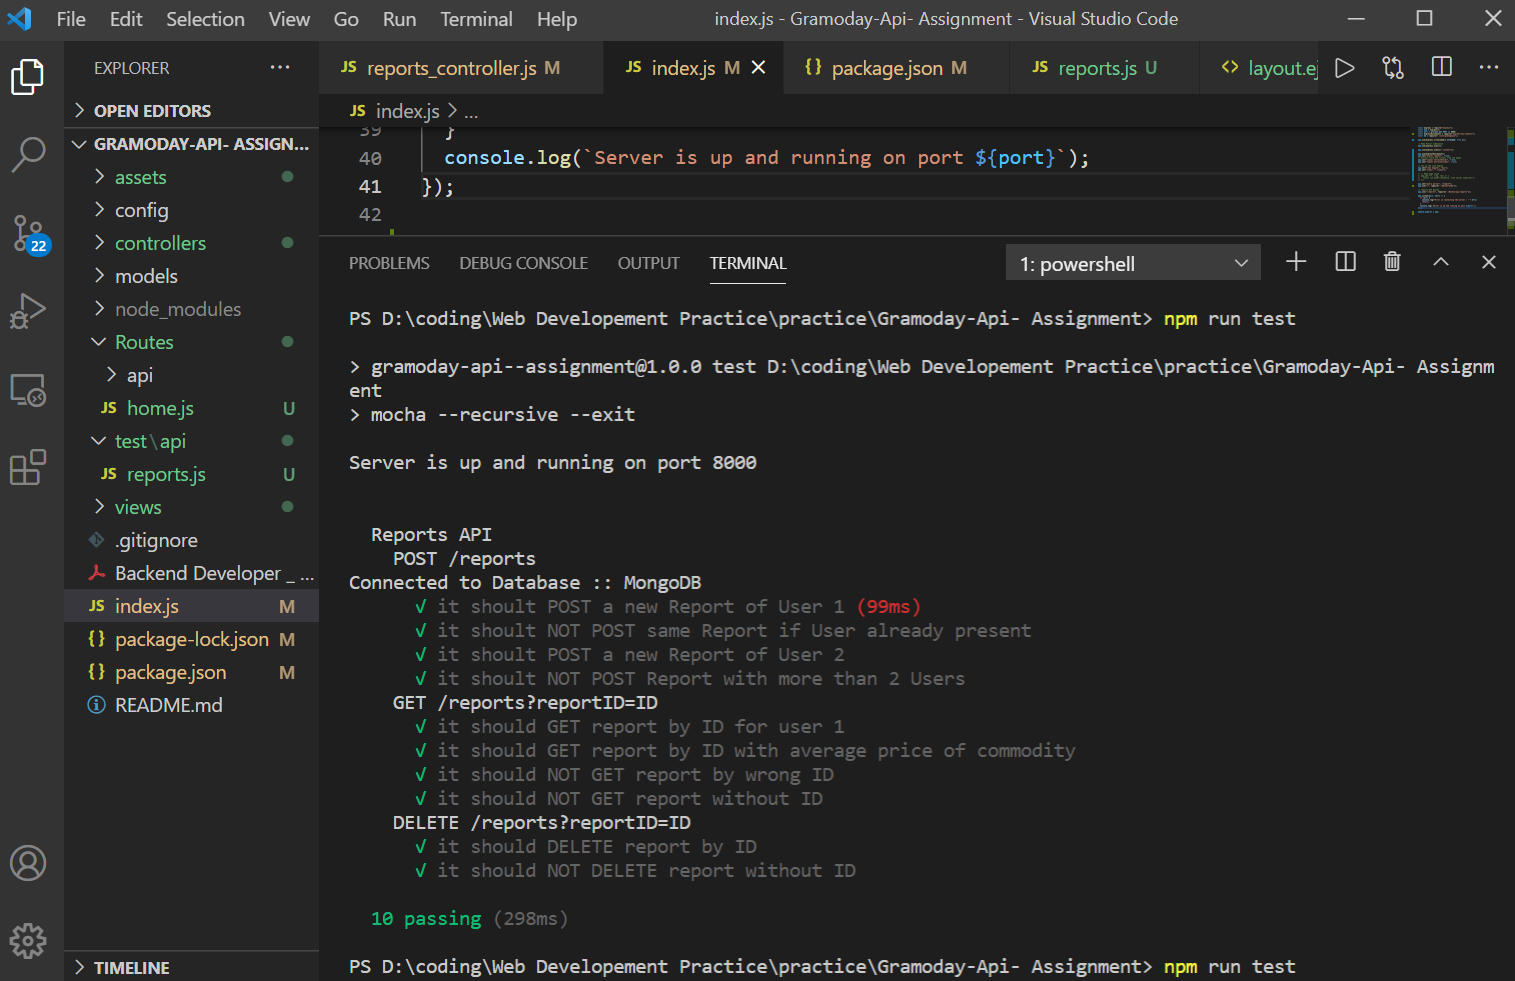 File Edit Selection View Go Run Terminal Help index.js - Gramoday-Api- Assignment - Visual Studio Code
EXPLORER ···
OPEN EDITORS
GRAMODAY-API- ASSIGN...
assets
config
controllers
22
models
node_modules
Routes
api
JS home.js U
test\api
JS reports.js U
views
.gitignore
Backend Developer _ ...
JS index.js M
{} package-lock.json M
{} package.json M
README.md
TIMELINE
JS reports_controller.js M JS index.js M {} package.json M JS reports.js U <> layout.ej
JS index.js > ...
39 }
40 console.log(`Server is up and running on port ${port}`);
41 });
42
PROBLEMS DEBUG CONSOLE OUTPUT TERMINAL 1: powershell
PS D:\coding\Web Developement Practice\practice\Gramoday-Api- Assignment> npm run test
> gramoday-api--assignment@1.0.0 test D:\coding\Web Developement Practice\practice\Gramoday-Api- Assignm
ent
> mocha --recursive --exit
Server is up and running on port 8000
Reports API
POST /reports
Connected to Database :: MongoDB
√ it shoult POST a new Report of User 1 (99ms)
√ it shoult NOT POST same Report if User already present
√ it shoult POST a new Report of User 2
√ it shoult NOT POST Report with more than 2 Users
GET /reports?reportID=ID
√ it should GET report by ID for user 1
√ it should GET report by ID with average price of commodity
√ it should NOT GET report by wrong ID
√ it should NOT GET report without ID
DELETE /reports?reportID=ID
√ it should DELETE report by ID
√ it should NOT DELETE report without ID
10 passing (298ms)
PS D:\coding\Web Developement Practice\practice\Gramoday-Api- Assignment> npm run test